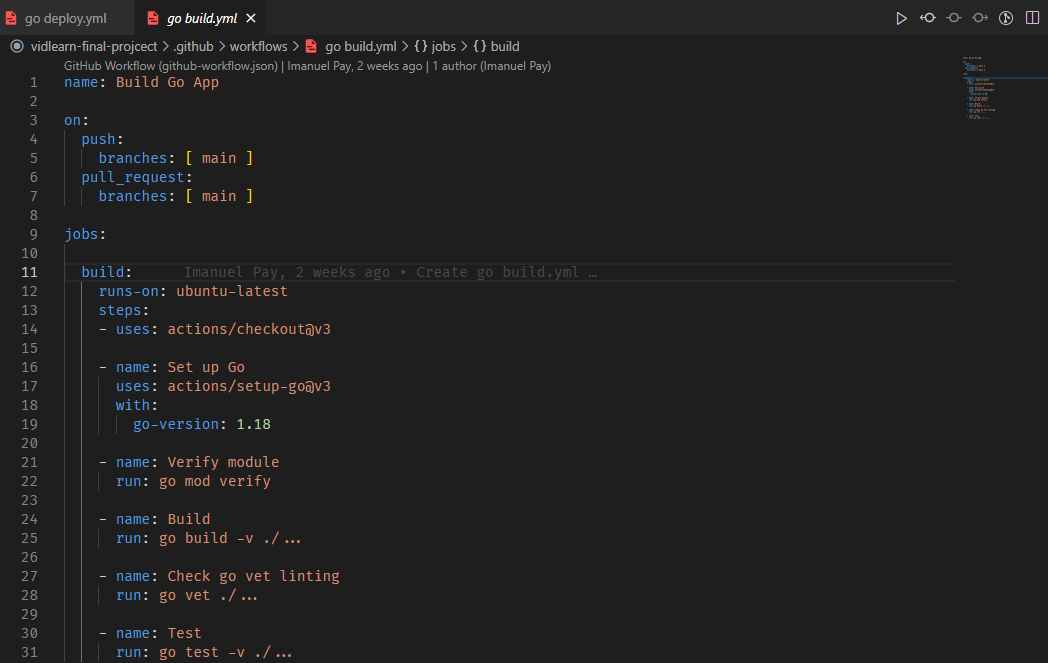 go deploy.yml
go build.yml
vidlearn-final-projcect > .github > workflows > go build.yml > {} jobs > {} build
GitHub Workflow (github-workflow.json) | Imanuel Pay, 2 weeks ago | 1 author (Imanuel Pay)
1 name: Build Go App
2
3 on:
4 push:
5 branches: [ main ]
6 pull_request:
7 branches: [ main ]
8
9 jobs:
10
11 build: Imanuel Pay, 2 weeks ago • Create go build.yml …
12 runs-on: ubuntu-latest
13 steps:
14 - uses: actions/checkout@v3
15
16 - name: Set up Go
17 uses: actions/setup-go@v3
18 with:
19 go-version: 1.18
20
21 - name: Verify module
22 run: go mod verify
23
24 - name: Build
25 run: go build -v ./...
26
27 - name: Check go vet linting
28 run: go vet ./...
29
30 - name: Test
31 run: go test -v ./...